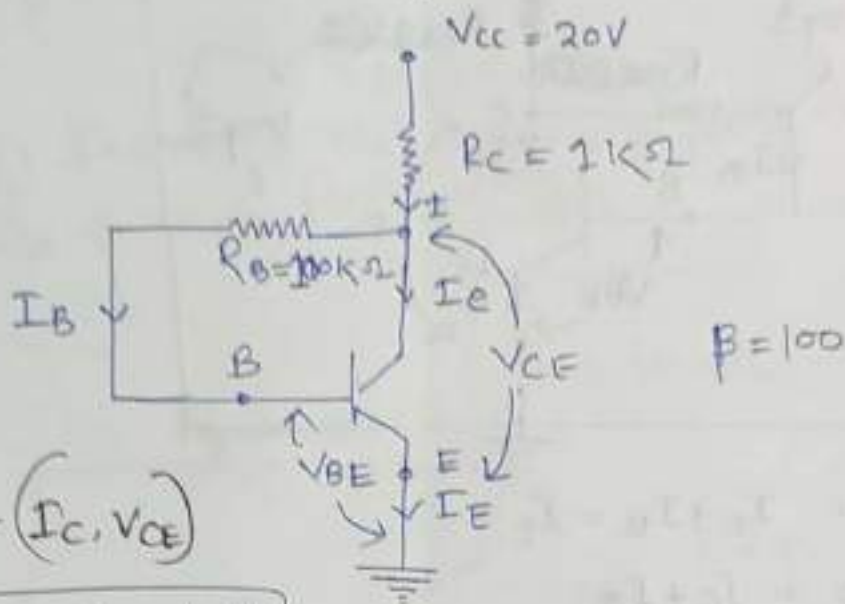 Vcc = 20V
Rc = 1KΩ
I
RB=100KΩ
IB
Ic
B
VCE
β = 100
VBE
E
IE
(Ic, VCE)